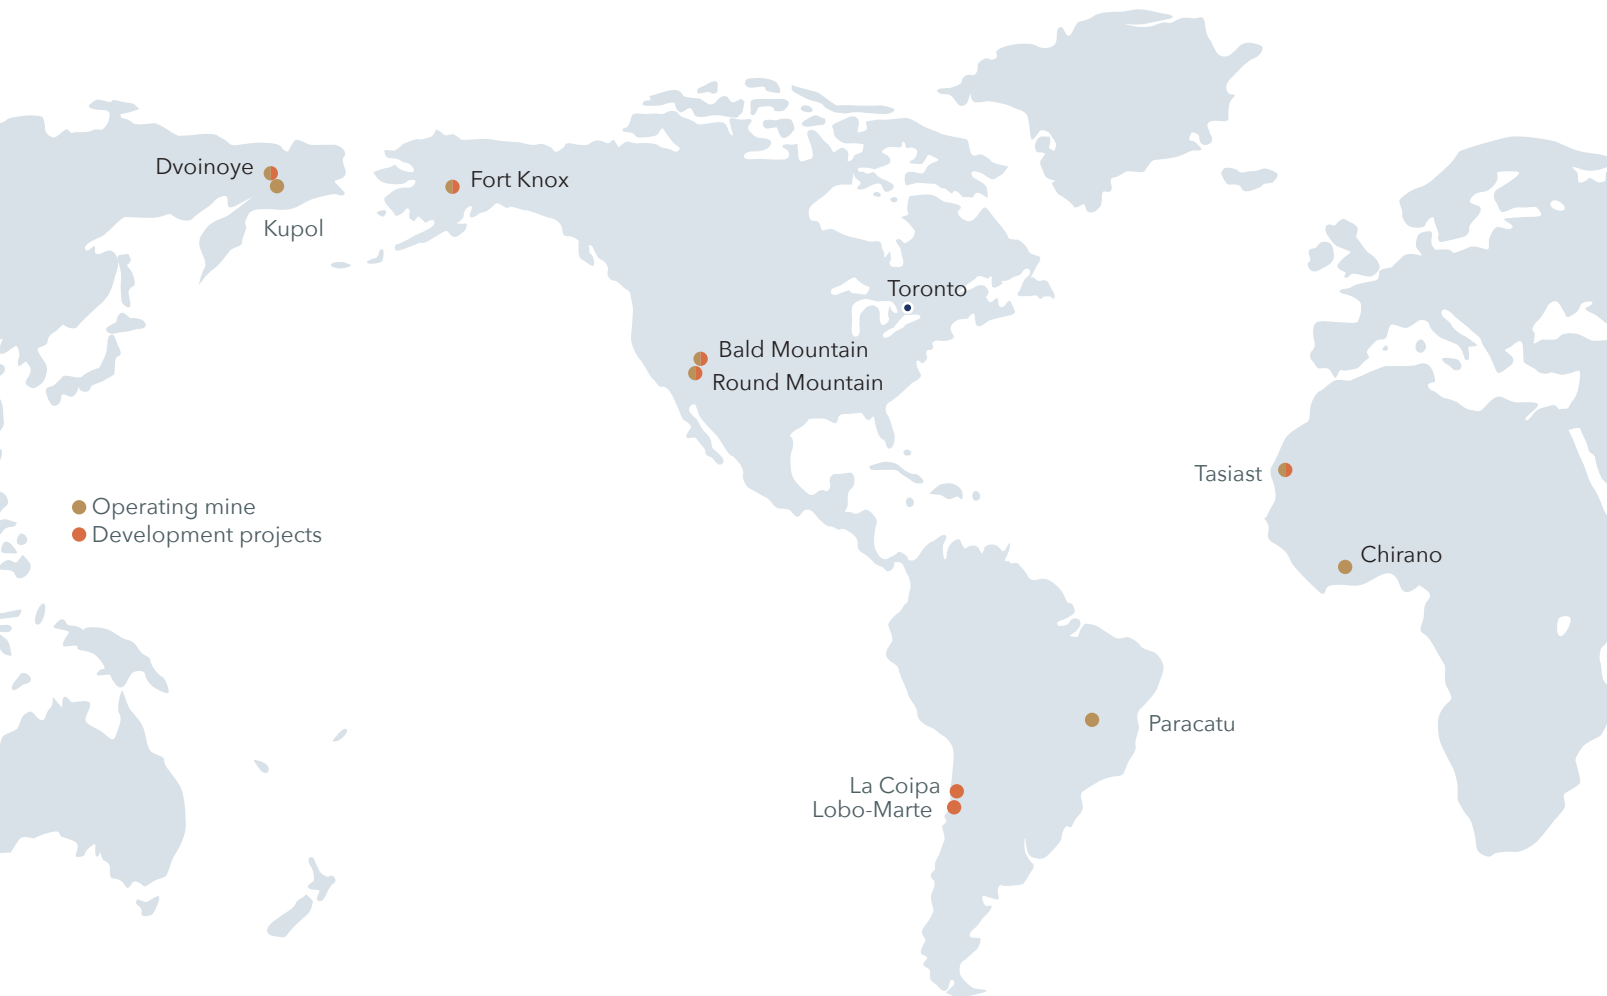 Dvoinoye
Fort Knox
Kupol
Toronto
Bald Mountain
Round Mountain
Tasiast
Operating mine
Development projects
Chirano
Paracatu
La Coipa
Lobo-Marte